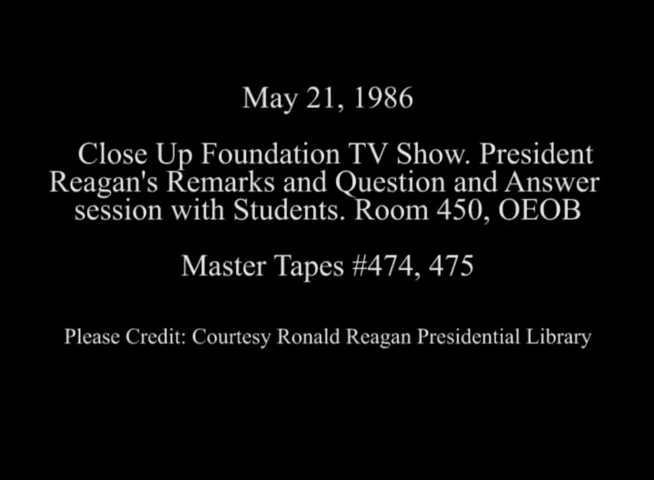 May 21, 1986
Close Up Foundation TV Show. President
Reagan's Remarks and Question and Answer
session with Students. Room 450, OEOB
Master Tapes #474, 475
Please Credit: Courtesy Ronald Reagan Presidential Library